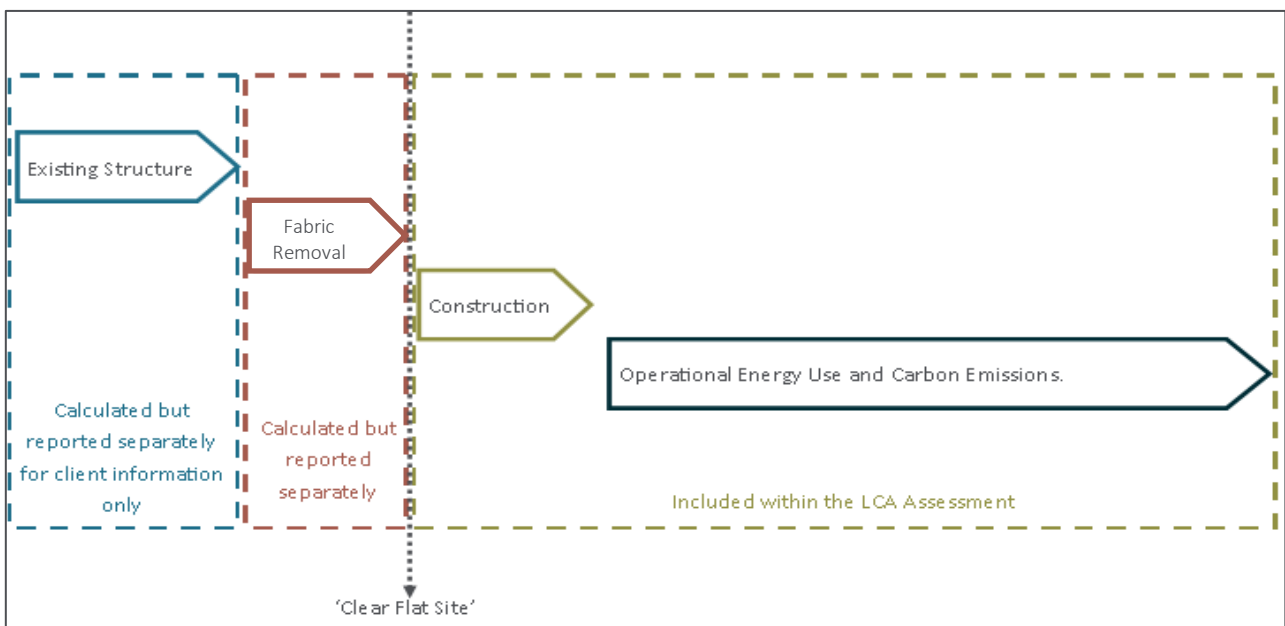 Existing Structure
Fabric
Removal
Construction
Operational Energy Use and Carbon Emissions.
Calculated but
reported separately
for client information
only
Calculated but
reported
separately
Included within the LCA Assessment
‘Clear Flat Site’